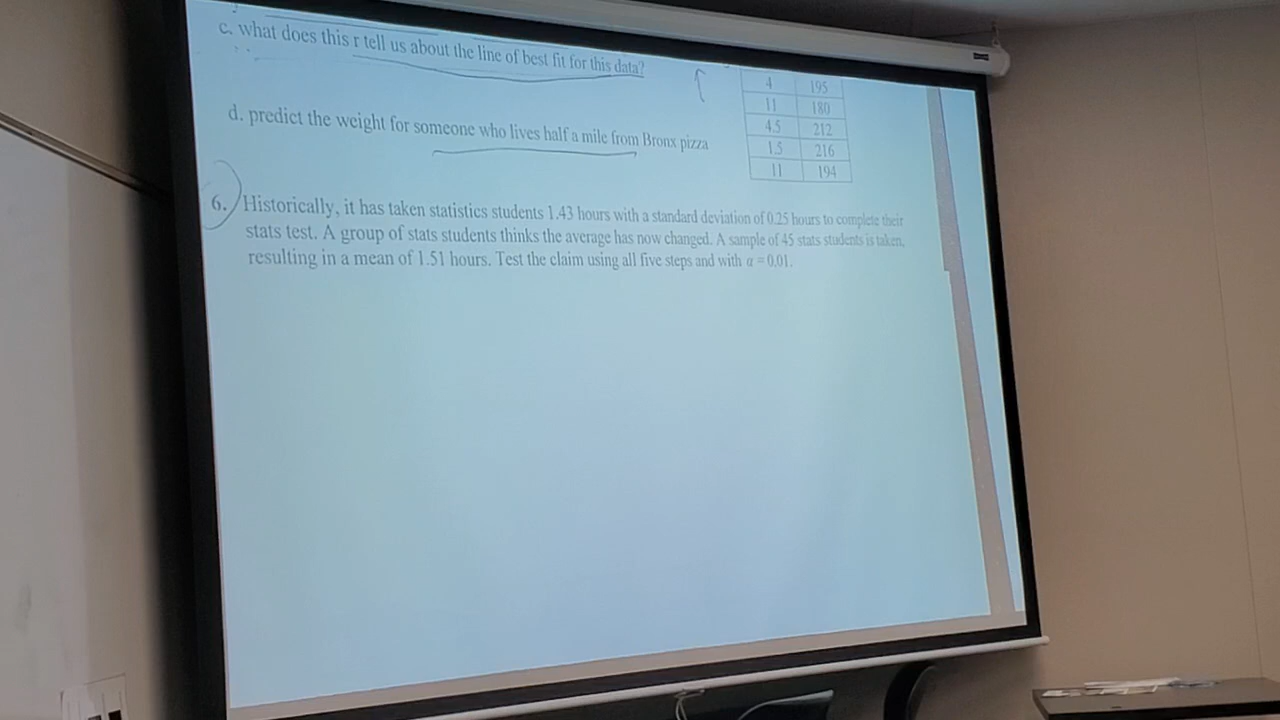 c. what does this r tell us about the line of best fit for this data?
4 195
11 180
d. predict the weight for someone who lives half a mile from Bronx pizza
4.5 212
1.5 216
11 194
6. Historically, it has taken statistics students 1.43 hours with a standard deviation of 0.25 hours to complete their
stats test. A group of stats students thinks the average has now changed. A sample of 45 stats students is taken,
resulting in a mean of 1.51 hours. Test the claim using all five steps and with α = 0.01.